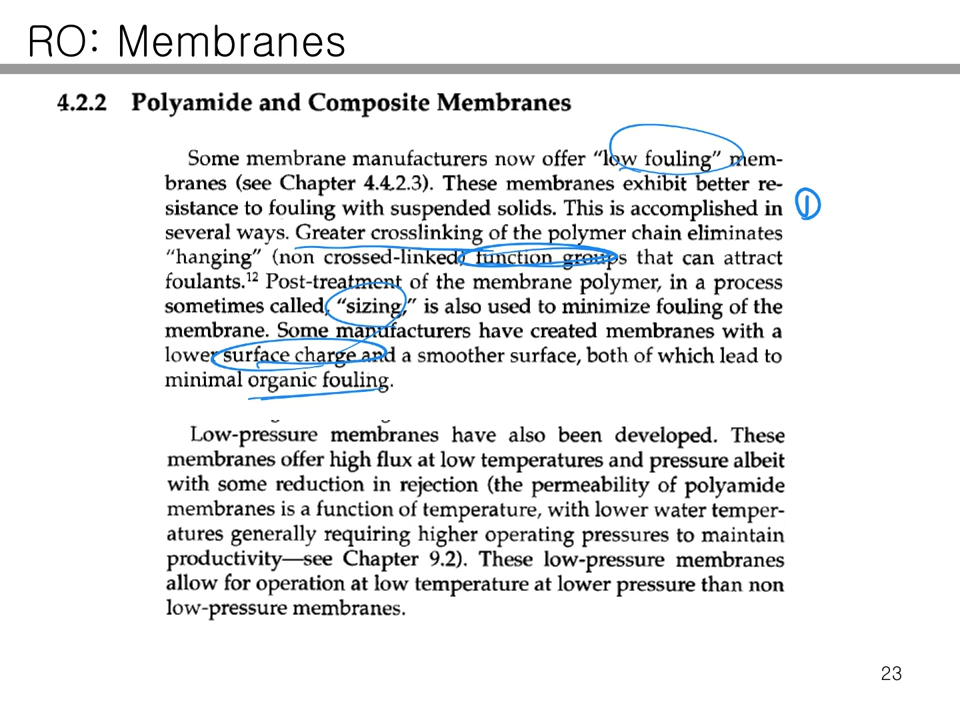 RO: Membranes
4.2.2 Polyamide and Composite Membranes
Some membrane manufacturers now offer “low fouling” mem-
branes (see Chapter 4.4.2.3). These membranes exhibit better re-
sistance to fouling with suspended solids. This is accomplished in
①
several ways. Greater crosslinking of the polymer chain eliminates
“hanging” (non crossed-linked) function groups that can attract
foulants.¹² Post-treatment of the membrane polymer, in a process
sometimes called, “sizing,” is also used to minimize fouling of the
membrane. Some manufacturers have created membranes with a
lower surface charge and a smoother surface, both of which lead to
minimal organic fouling.
Low-pressure membranes have also been developed. These
membranes offer high flux at low temperatures and pressure albeit
with some reduction in rejection (the permeability of polyamide
membranes is a function of temperature, with lower water temper-
atures generally requiring higher operating pressures to maintain
productivity—see Chapter 9.2). These low-pressure membranes
allow for operation at low temperature at lower pressure than non
low-pressure membranes.
23